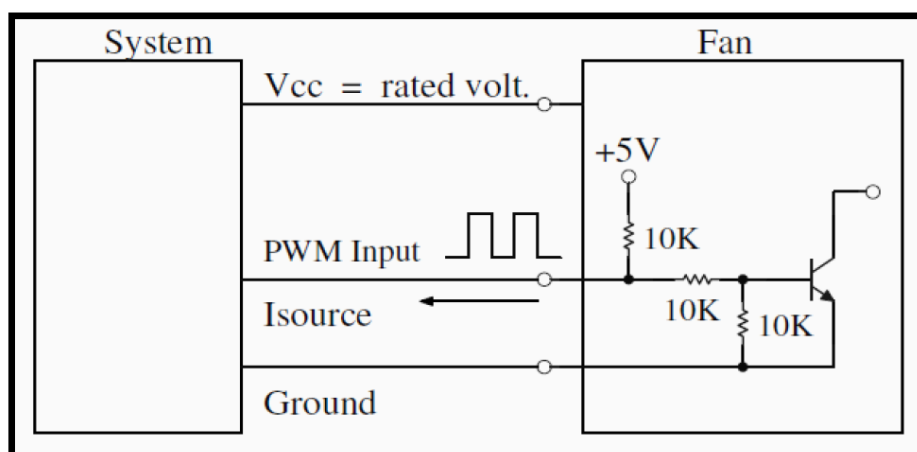 System
Fan
Vcc = rated volt.
+5V
10K
PWM Input
10K
10K
Isource
Ground